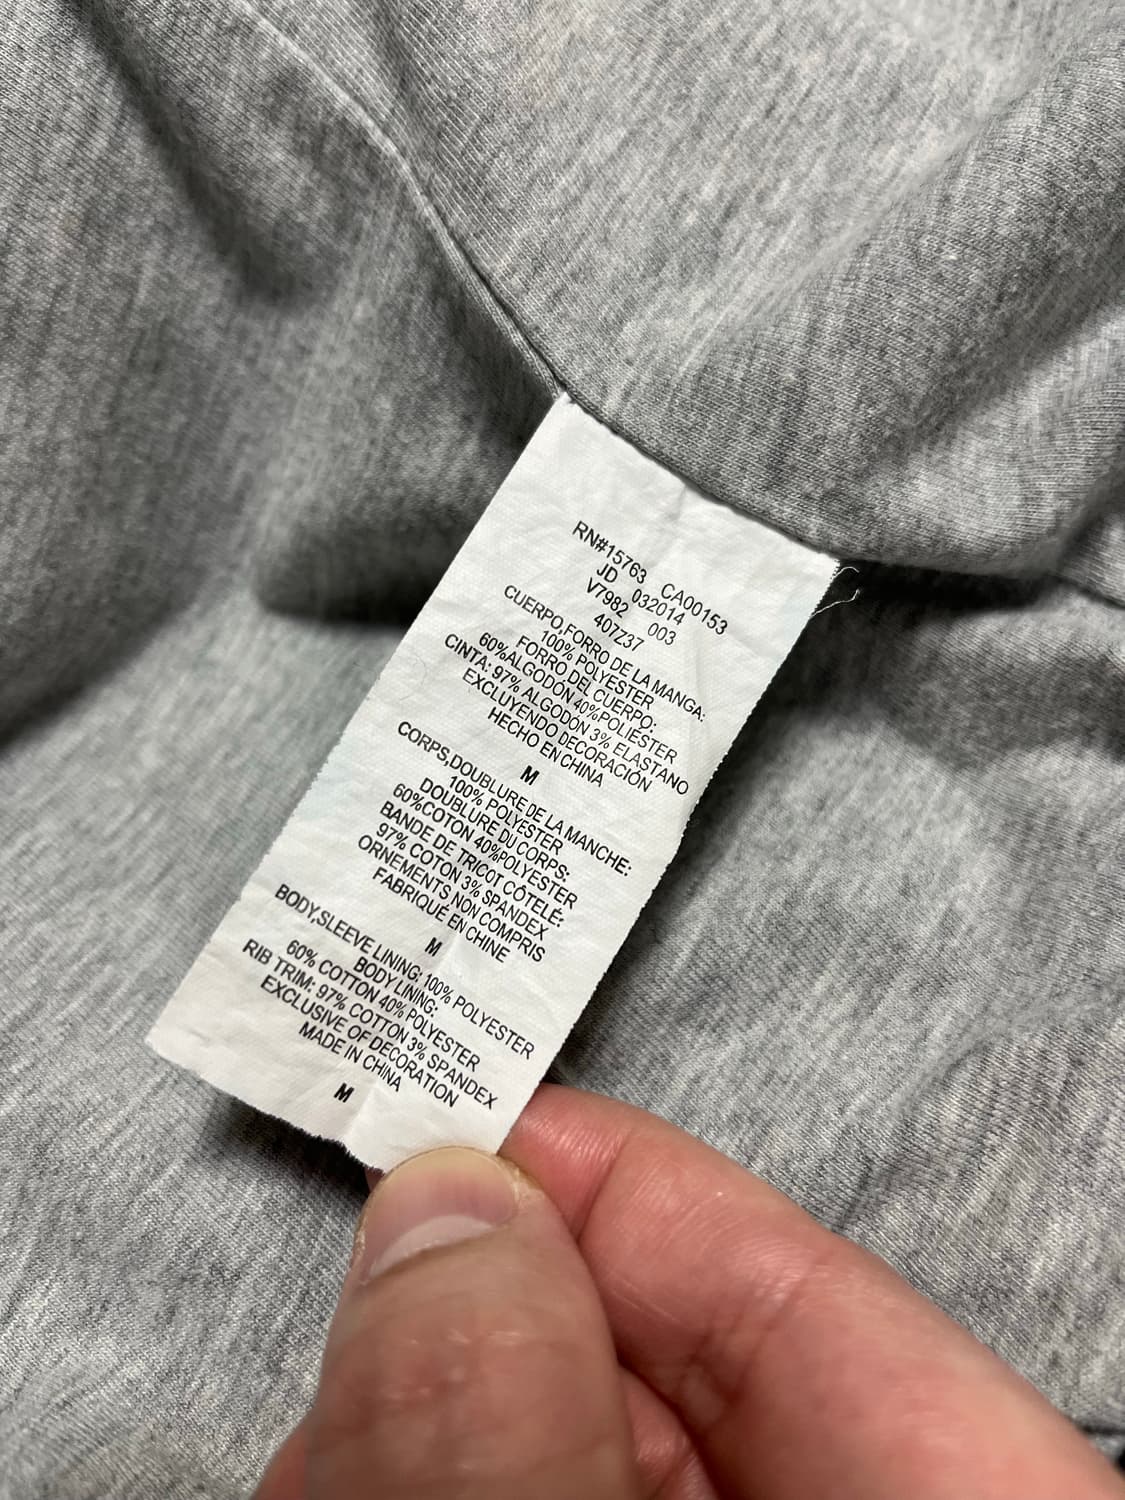 RN#15763 CA00153
JD 032014
V7982 003
407Z37
CUERPO,FORRO DE LA MANGA:
100% POLYESTER
FORRO DEL CUERPO:
60%ALGODÓN 40%POLIÉSTER
CINTA: 97% ALGODÓN 3% ELASTANO
EXCLUYENDO DECORACIÓN
HECHO EN CHINA
M
CORPS,DOUBLURE DE LA MANCHE:
100% POLYESTER
DOUBLURE DU CORPS:
60%COTON 40%POLYESTER
BANDE DE TRICOT CÔTELÉ:
97% COTON 3% SPANDEX
ORNEMENTS NON COMPRIS
FABRIQUÉ EN CHINE
M
BODY,SLEEVE LINING: 100% POLYESTER
BODY LINING:
60% COTTON 40% POLYESTER
RIB TRIM: 97% COTTON 3% SPANDEX
EXCLUSIVE OF DECORATION
MADE IN CHINA
M